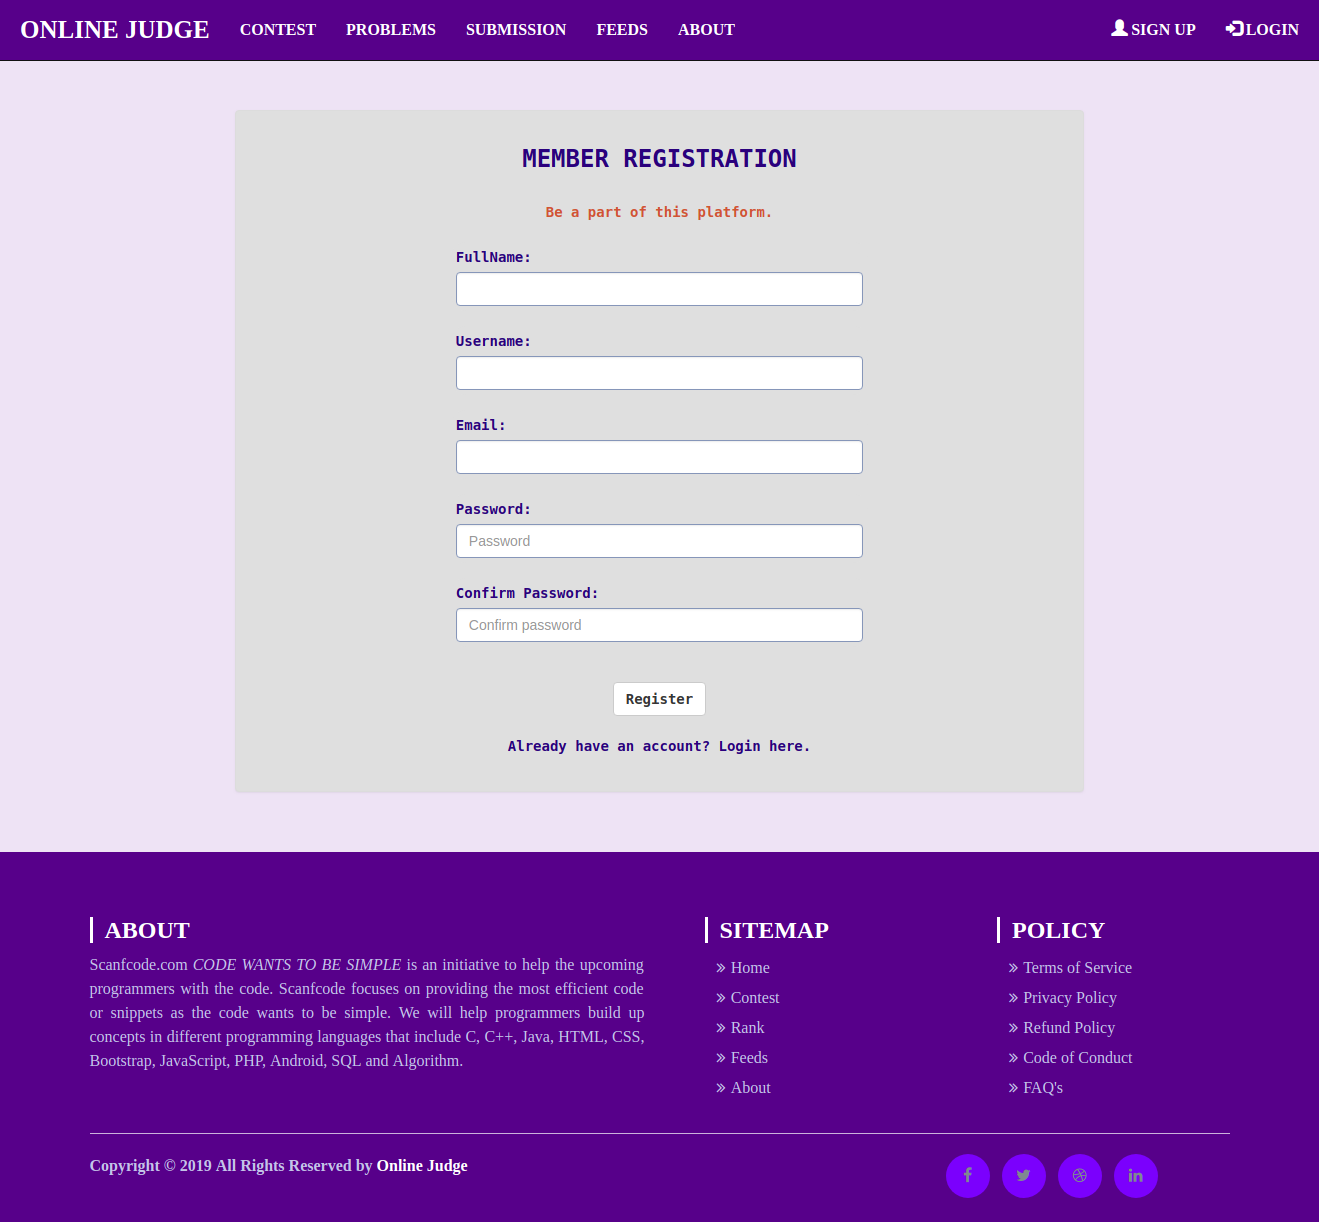 ONLINE JUDGE CONTEST PROBLEMS SUBMISSION FEEDS ABOUT SIGN UP LOGIN
MEMBER REGISTRATION
Be a part of this platform.
FullName:
Username:
Email:
Password:
Password
Confirm Password:
Confirm password
Register
Already have an account? Login here.
ABOUT
Scanfcode.com CODE WANTS TO BE SIMPLE is an initiative to help the upcoming
programmers with the code. Scanfcode focuses on providing the most efficient code
or snippets as the code wants to be simple. We will help programmers build up
concepts in different programming languages that include C, C++, Java, HTML, CSS,
Bootstrap, JavaScript, PHP, Android, SQL and Algorithm.
SITEMAP
» Home
» Contest
» Rank
» Feeds
» About
POLICY
» Terms of Service
» Privacy Policy
» Refund Policy
» Code of Conduct
» FAQ's
Copyright © 2019 All Rights Reserved by Online Judge